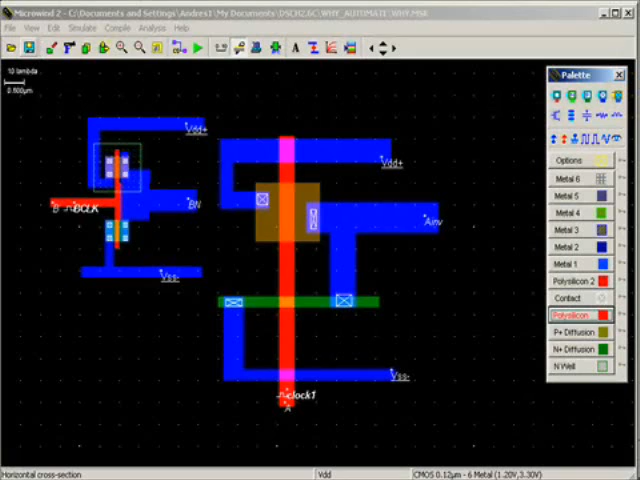 Microwind 2 - C:\Documents and Settings\Andres1\My Documents\DSCH2.6C\WHY_AUTOMATE\WHY.MSK
File View Edit Simulate Compile Analysis Help
10 lambda
0.600µm
Palette
Vdd+
Vdd+
Options
Metal 6
Metal 5
B BCLK
BN
Ainv
Metal 4
Metal 3
Metal 2
Metal 1
Vss-
Polysilicon 2
Contact
Polysilicon
P+ Diffusion
N+ Diffusion
N Well
Vss-
clock1
A
Horizontal cross-section
Vdd
CMOS 0.12µm - 6 Metal (1.20V,3.30V)